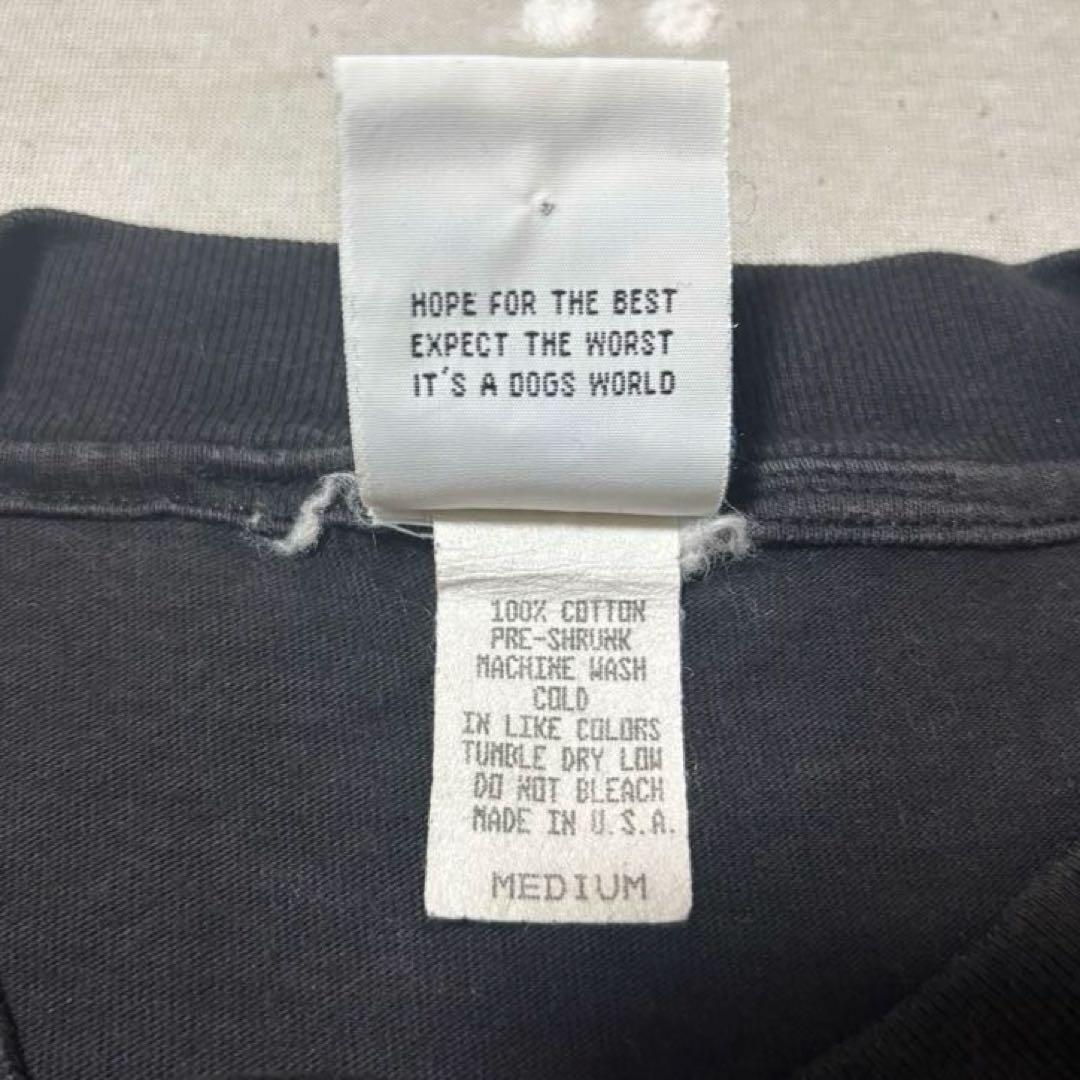 HOPE FOR THE BEST
EXPECT THE WORST
IT'S A DOGS WORLD
100% COTTON
PRE-SHRUNK
MACHINE WASH
COLD
IN LIKE COLORS
TUMBLE DRY LOW
DO NOT BLEACH
MADE IN U.S.A.
MEDIUM